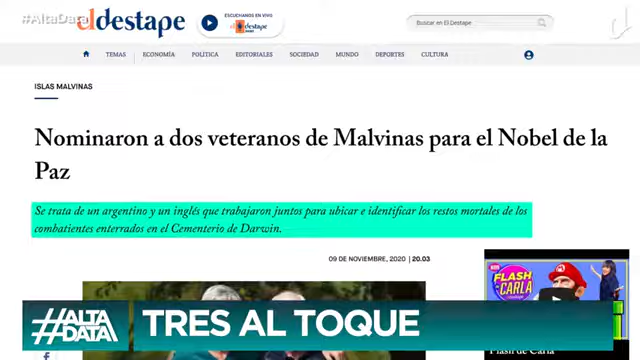 #AltaData
el destape
ESCUCHANOS EN VIVO
Buscar en El Destape
TEMAS ECONOMÍA POLÍTICA EDITORIALES SOCIEDAD MUNDO DEPORTES CULTURA
ISLAS MALVINAS
Nominaron a dos veteranos de Malvinas para el Nobel de la
Paz
Se trata de un argentino y un inglés que trabajaron juntos para ubicar e identificar los restos mortales de los
combatientes enterrados en el Cementerio de Darwin.
09 DE NOVIEMBRE, 2020 | 20.03
FLASH
CARLA
Flash de Carla
#ALTA
DATA
TRES AL TOQUE